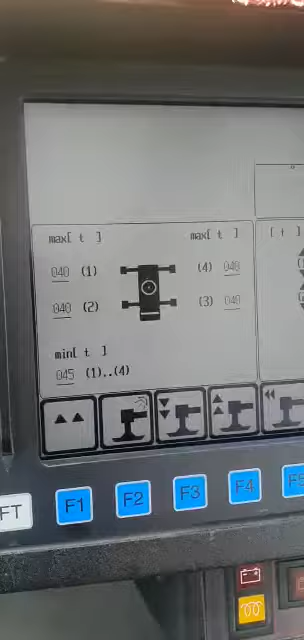 max[ t ] max[ t ] [ t ]
040 (1) (4) 040
040 (2) (3) 040
min[ t ]
045 (1)..(4)
FT F1 F2 F3 F4 F5